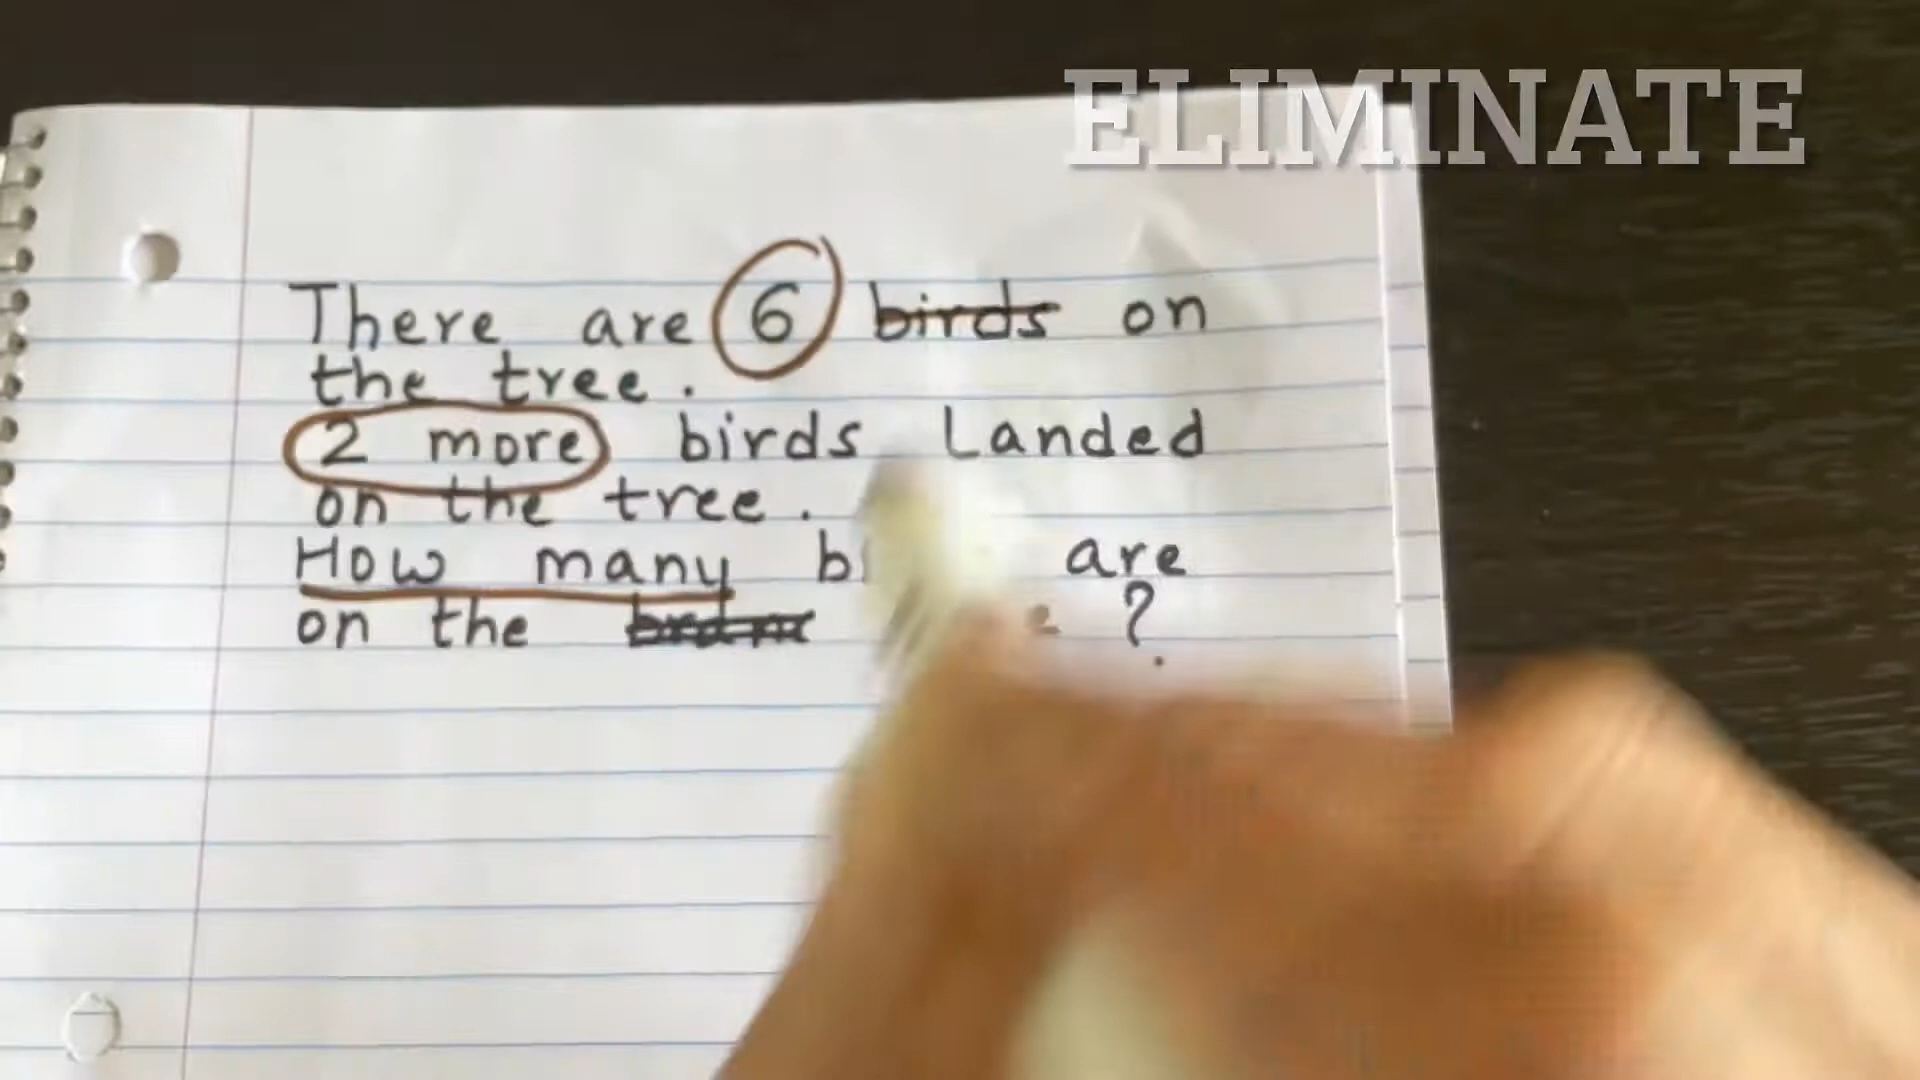 ELIMINATE
There are 6 birds on
the tree.
2 more birds Landed
on the tree.
How many are
on the ?